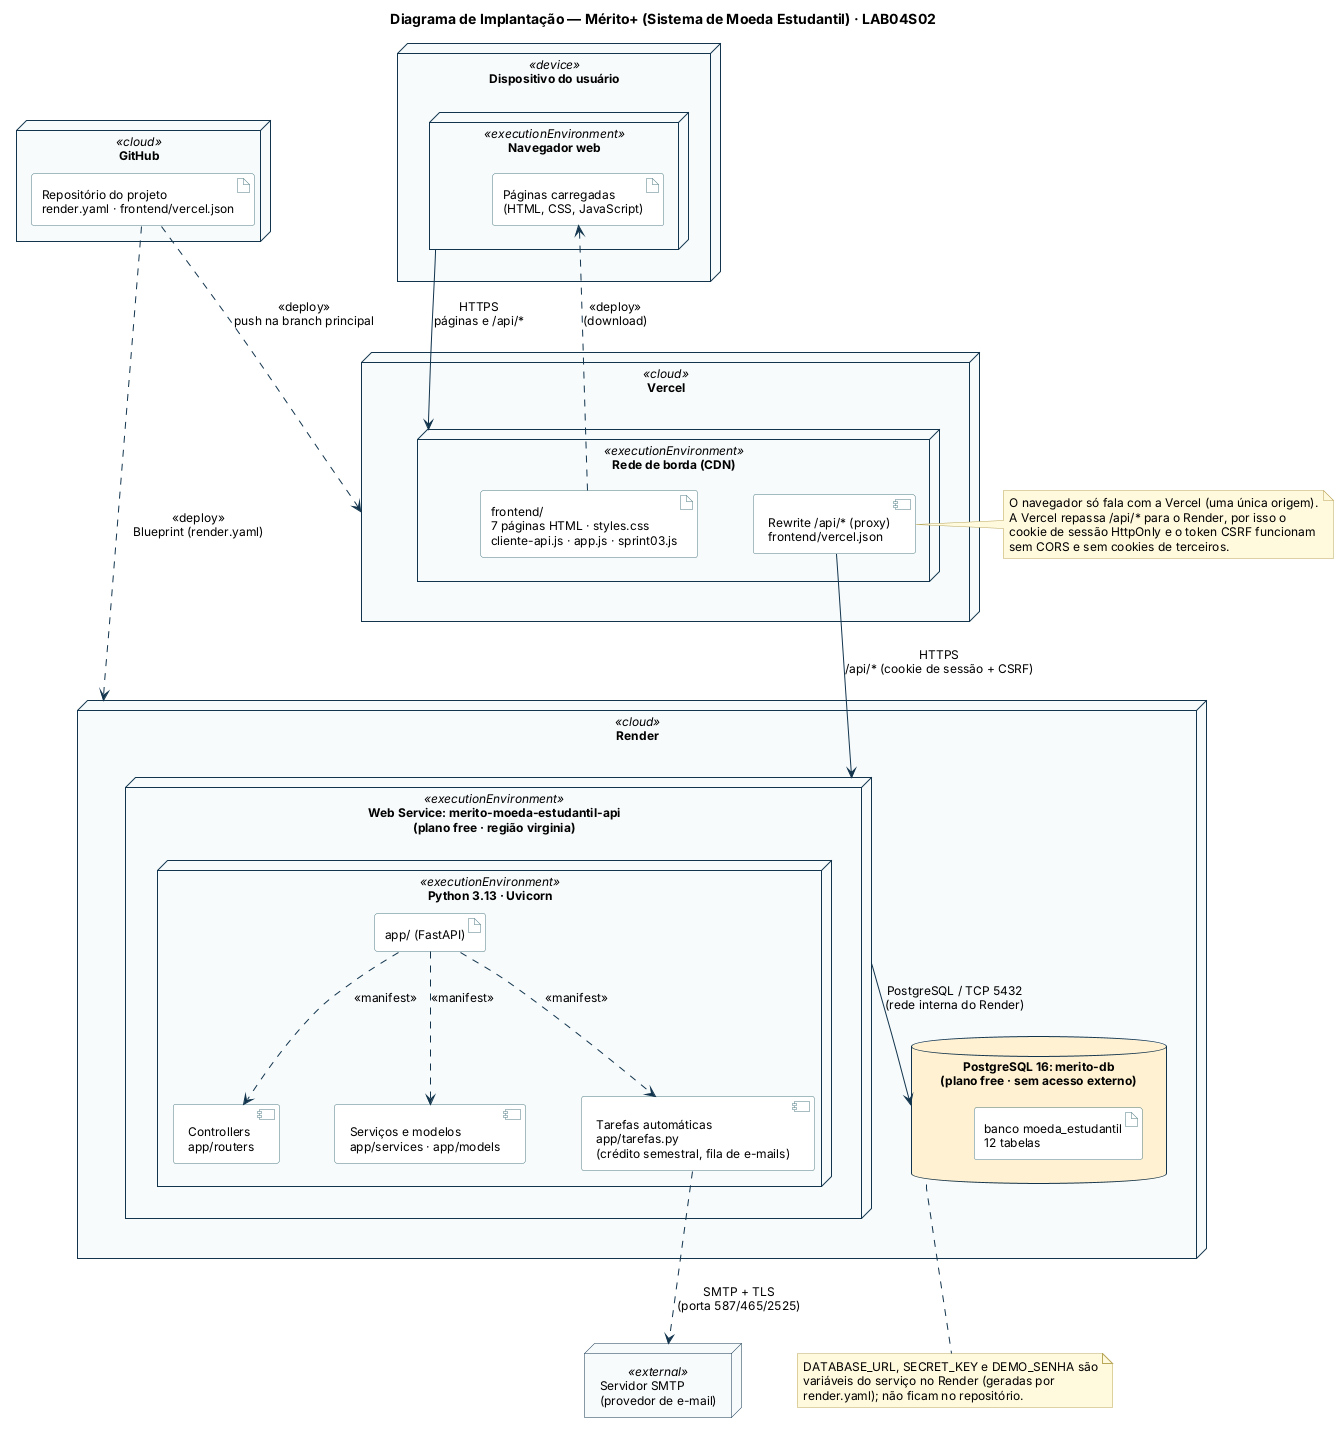 Diagrama de Implantação — Mérito+ (Sistema de Moeda Estudantil) · LAB04S02
«device»
Dispositivo do usuário
«executionEnvironment»
Navegador web
Páginas carregadas
(HTML, CSS, JavaScript)
«cloud»
GitHub
Repositório do projeto
render.yaml · frontend/vercel.json
«deploy»
push na branch principal
HTTPS
páginas e /api/*
«deploy»
(download)
«cloud»
Vercel
«executionEnvironment»
Rede de borda (CDN)
frontend/
7 páginas HTML · styles.css
cliente-api.js · app.js · sprint03.js
Rewrite /api/* (proxy)
frontend/vercel.json
O navegador só fala com a Vercel (uma única origem).
A Vercel repassa /api/* para o Render, por isso o
cookie de sessão HttpOnly e o token CSRF funcionam
sem CORS e sem cookies de terceiros.
«deploy»
Blueprint (render.yaml)
HTTPS
/api/* (cookie de sessão + CSRF)
«cloud»
Render
«executionEnvironment»
Web Service: merito-moeda-estudantil-api
(plano free · região virginia)
«executionEnvironment»
Python 3.13 · Uvicorn
app/ (FastAPI)
«manifest»
«manifest»
«manifest»
Controllers
app/routers
Serviços e modelos
app/services · app/models
Tarefas automáticas
app/tarefas.py
(crédito semestral, fila de e-mails)
PostgreSQL / TCP 5432
(rede interna do Render)
PostgreSQL 16: merito-db
(plano free · sem acesso externo)
banco moeda_estudantil
12 tabelas
SMTP + TLS
(porta 587/465/2525)
«external»
Servidor SMTP
(provedor de e-mail)
DATABASE_URL, SECRET_KEY e DEMO_SENHA são
variáveis do serviço no Render (geradas por
render.yaml); não ficam no repositório.